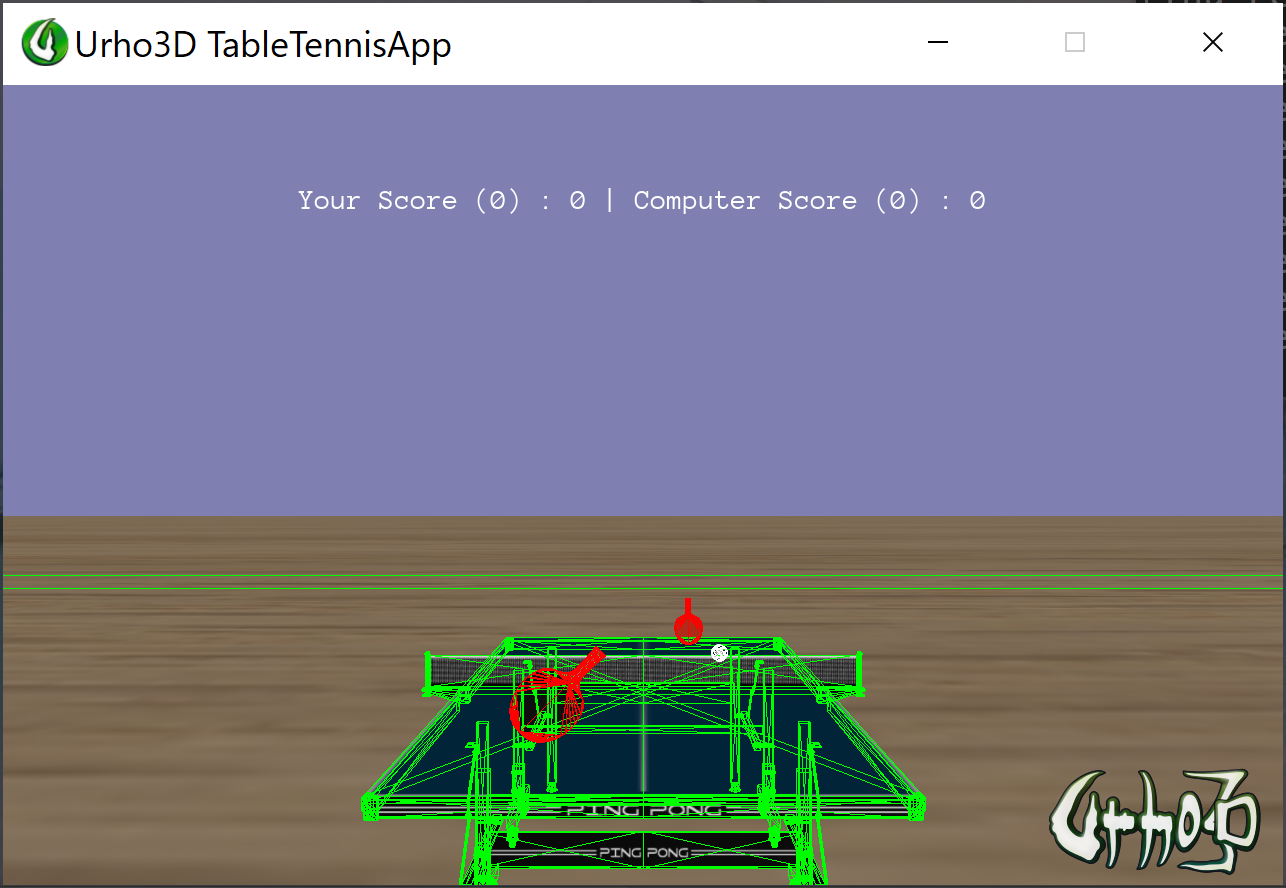 Urho3D TableTennisApp
Your Score (0) : 0 | Computer Score (0) : 0
PING PONG
PING PONG
Urho3D